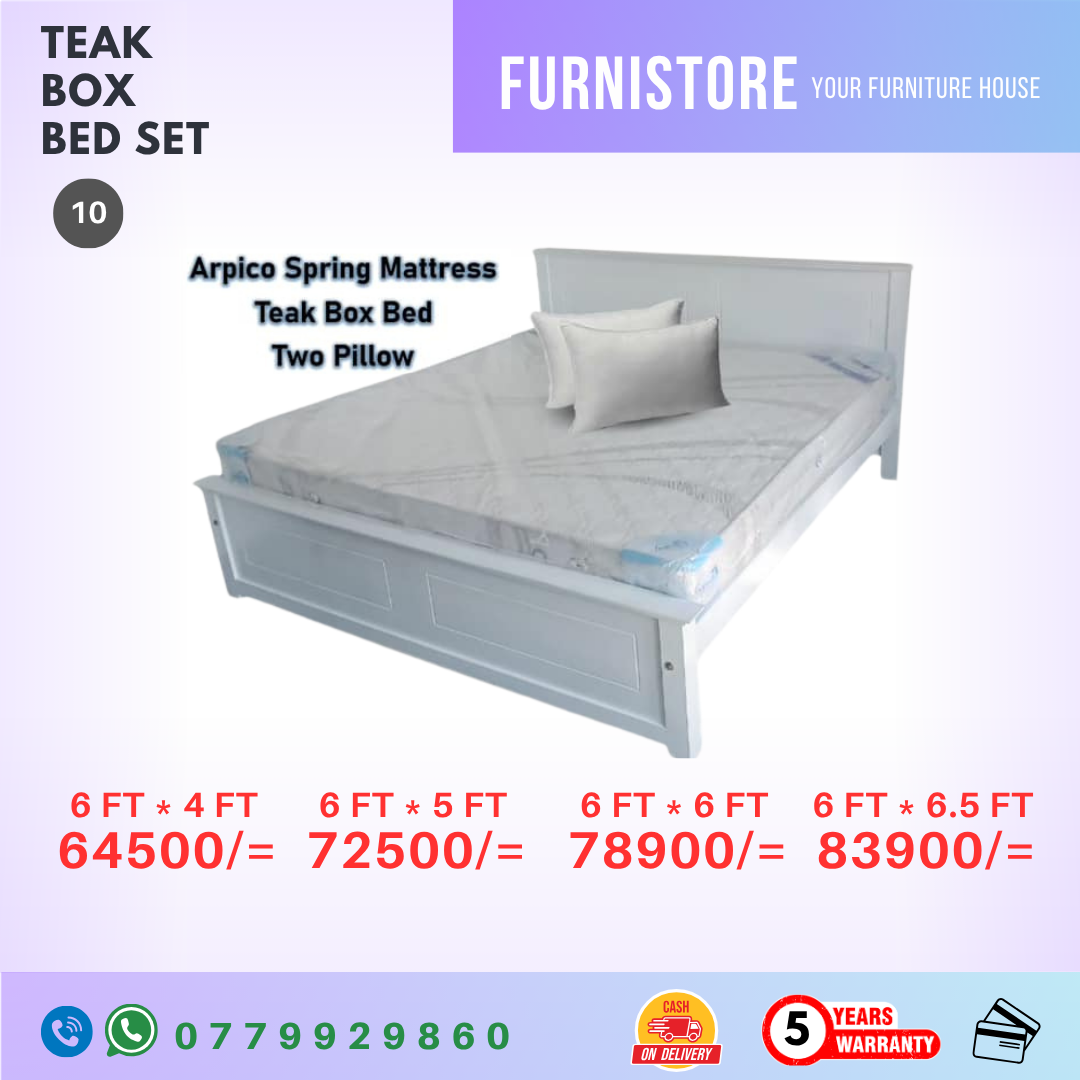 TEAK
BOX
BED SET
FURNISTORE YOUR FURNITURE HOUSE
10
Arpico Spring Mattress
Teak Box Bed
Two Pillow
6 FT * 4 FT 6 FT * 5 FT 6 FT * 6 FT 6 FT * 6.5 FT
64500/= 72500/= 78900/= 83900/=
0779929860
CASH
ON DELIVERY
5 YEARS
WARRANTY